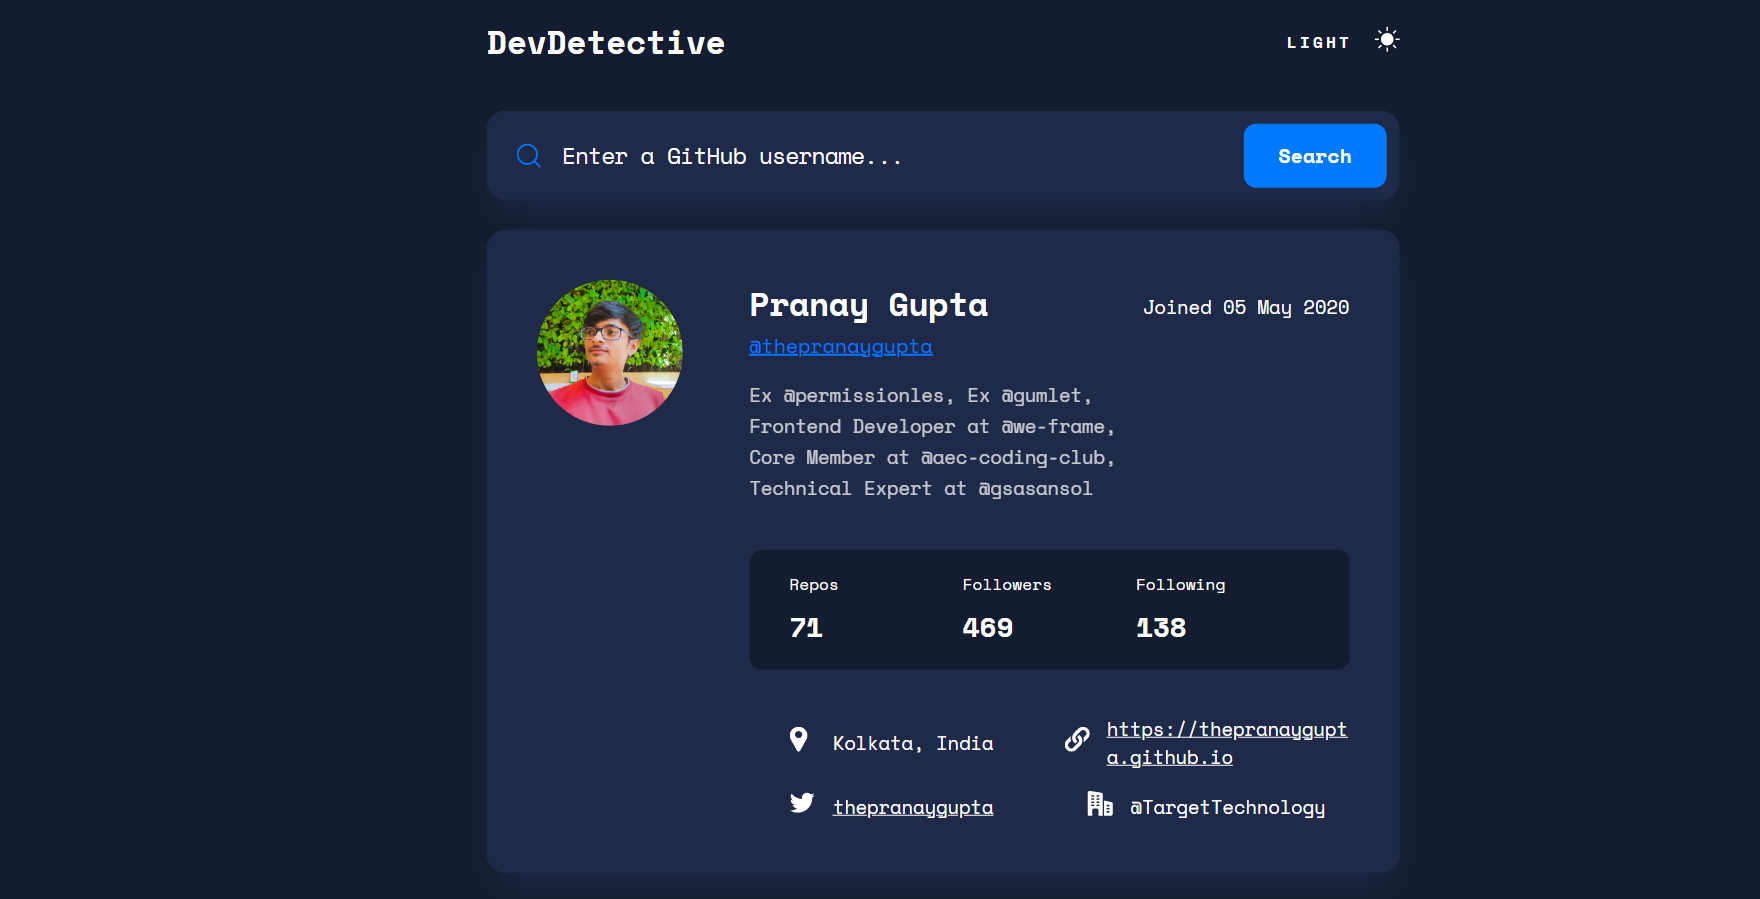 DevDetective
LIGHT
Enter a GitHub username...
Search
Pranay Gupta
Joined 05 May 2020
@thepranaygupta
Ex @permissionles, Ex @gumlet,
Frontend Developer at @we-frame,
Core Member at @aec-coding-club,
Technical Expert at @gsasansol
Repos
Followers
Following
71
469
138
Kolkata, India
https://thepranaygupt
a.github.io
thepranaygupta
@TargetTechnology